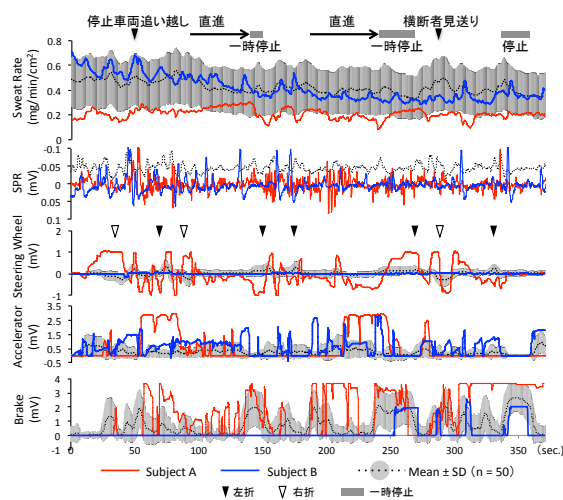 停止車両追い越し 直進 直進 横断者見送り
一時停止 一時停止 停止
Sweat Rate
(mg/min/cm2)
0.8
0.6
0.4
0.2
0
SPR
(mV)
-0.1
-0.05
0
0.05
0.1
Steering Wheel
(mV)
2
1
0
-1
Accelerator
(mV)
3.5
2.5
1.5
0.5
-0.5
Brake
(mV)
4
3
2
1
0
-1
0 50 100 150 200 250 300 350 (sec.)
Subject A Subject B Mean ± SD (n = 50)
左折 右折 一時停止